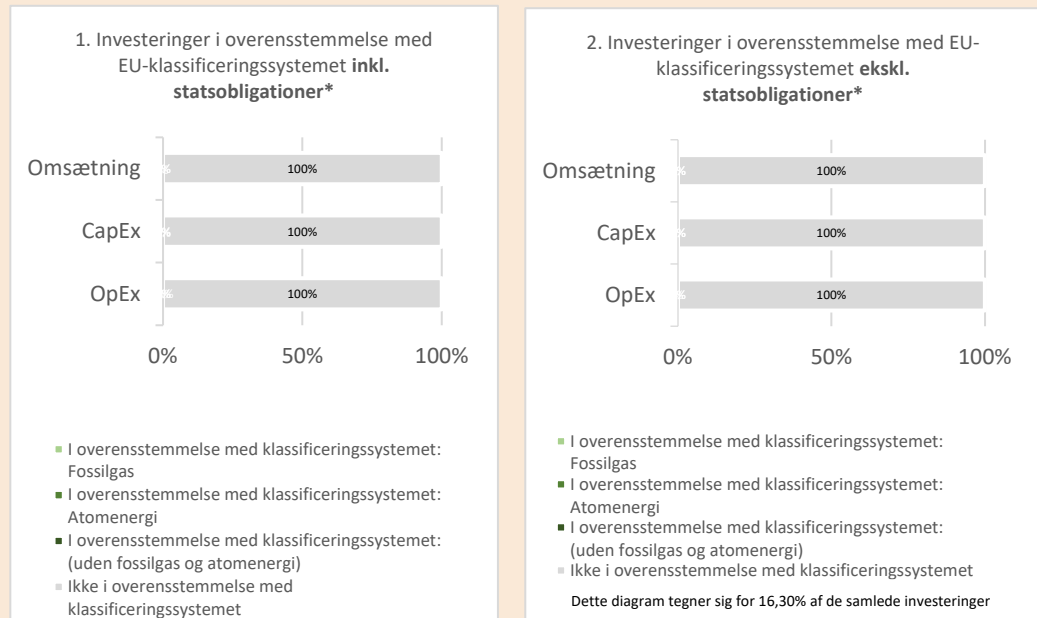 1. Investeringer i overensstemmelse med
EU-klassificeringssystemet inkl.
statsobligationer*
Omsætning
100%
CapEx
100%
OpEx
100%
0%
50%
100%
I overensstemmelse med klassificeringssystemet:
Fossilgas
I overensstemmelse med klassificeringssystemet:
Atomenergi
I overensstemmelse med klassificeringssystemet:
(uden fossilgas og atomenergi)
Ikke i overensstemmelse med
klassificeringssystemet
2. Investeringer i overensstemmelse med EU-
klassificeringssystemet ekskl.
statsobligationer*
Omsætning
100%
CapEx
100%
OpEx
100%
0%
50%
100%
I overensstemmelse med klassificeringssystemet:
Fossilgas
I overensstemmelse med klassificeringssystemet:
Atomenergi
I overensstemmelse med klassificeringssystemet:
(uden fossilgas og atomenergi)
Ikke i overensstemmelse med klassificeringssystemet
Dette diagram tegner sig for 16,30% af de samlede investeringer